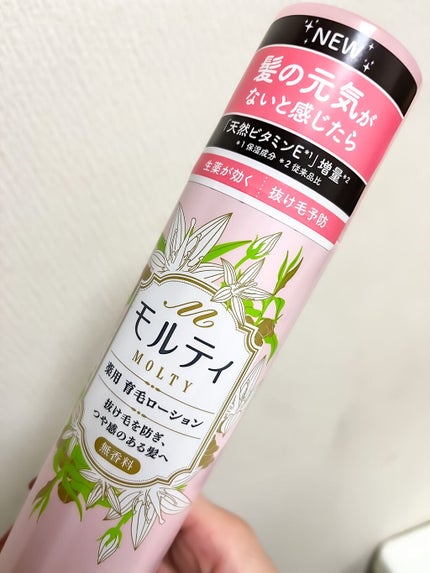 NEW
髪の元気が
ないと感じたら
「天然ビタミンE*1」増量*2
*1 保湿成分 *2 従来品比
生薬が効く 抜け毛予防
M
モルティ
MOLTY
薬用 育毛ローション
抜け毛を防ぎ、
つや感のある髪へ
無香料